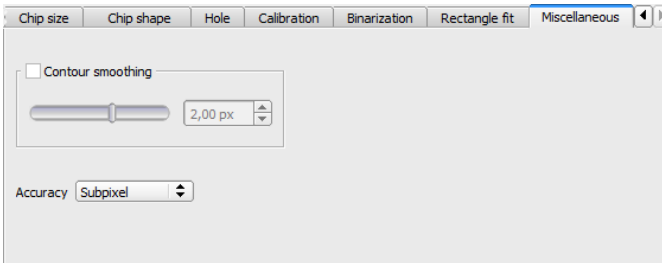 Chip size Chip shape Hole Calibration Binarization Rectangle fit Miscellaneous
Contour smoothing
2,00 px
Accuracy Subpixel